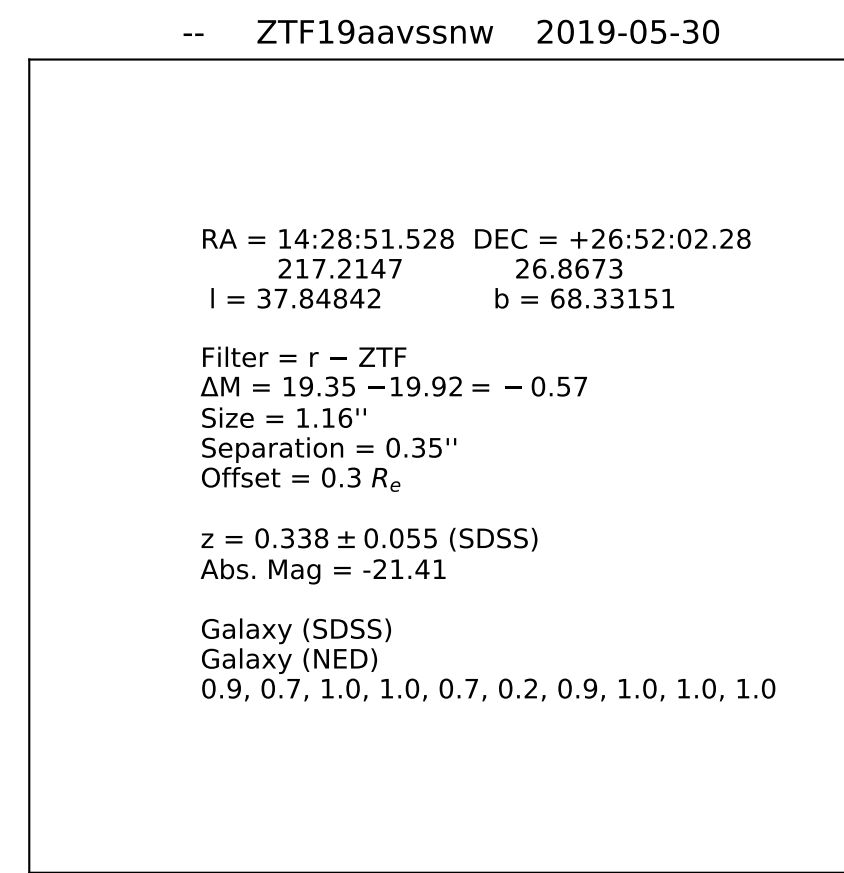 -- ZTF19aavssnw 2019-05-30
RA = 14:28:51.528 DEC = +26:52:02.28
217.2147 26.8673
l = 37.84842 b = 68.33151
Filter = r − ZTF
ΔM = 19.35 −19.92 = − 0.57
Size = 1.16''
Separation = 0.35''
Offset = 0.3 Re
z = 0.338 ± 0.055 (SDSS)
Abs. Mag = -21.41
Galaxy (SDSS)
Galaxy (NED)
0.9, 0.7, 1.0, 1.0, 0.7, 0.2, 0.9, 1.0, 1.0, 1.0